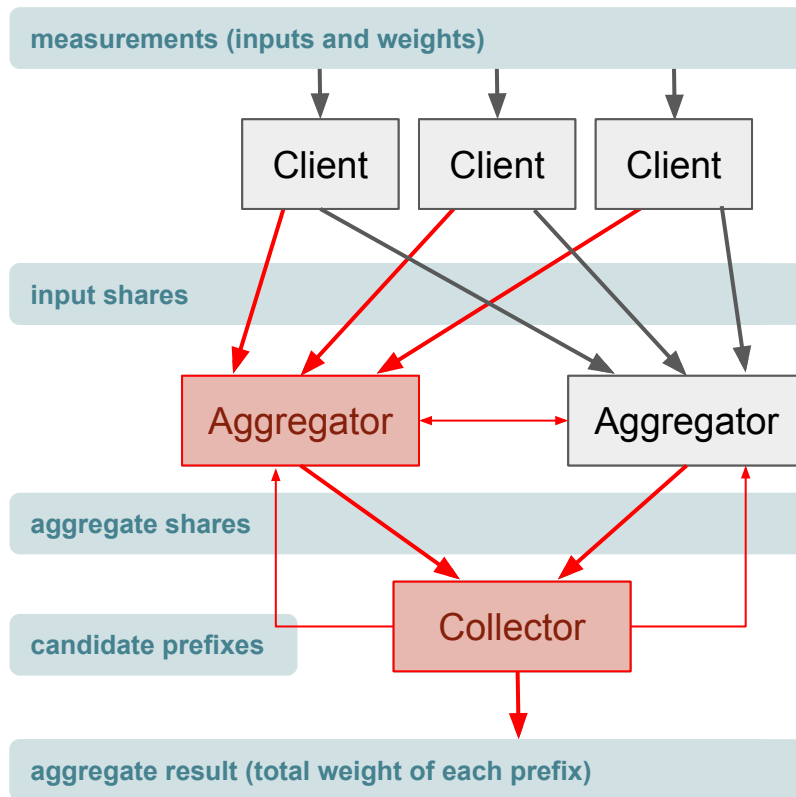 measurements (inputs and weights)
Client Client Client
input shares
Aggregator Aggregator
aggregate shares
Collector
candidate prefixes
aggregate result (total weight of each prefix)